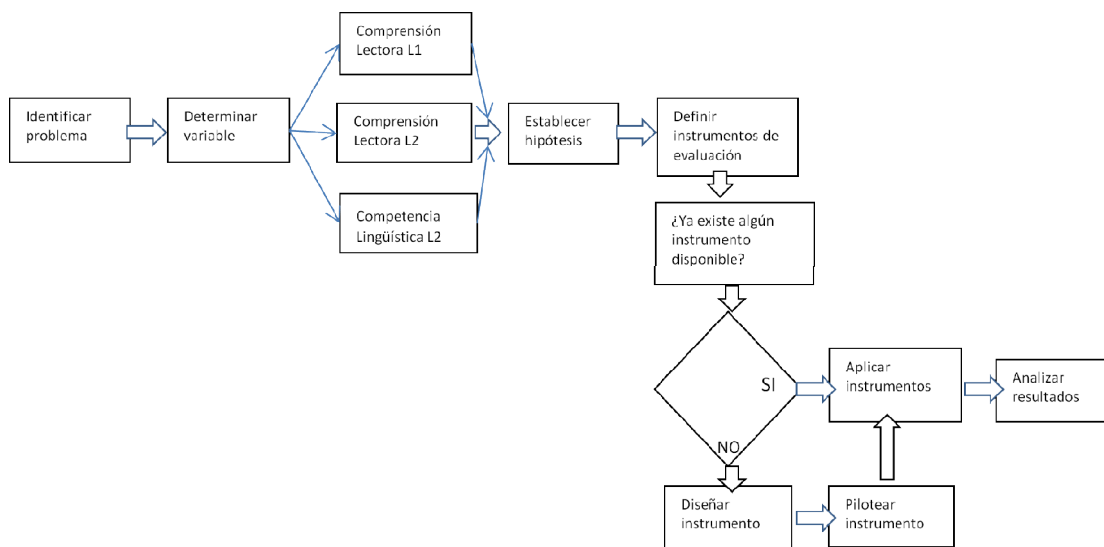 Identificar
problema
Determinar
variable
Comprensión
Lectora L1
Comprensión
Lectora L2
Competencia
Lingüística L2
Establecer
hipótesis
Definir
instrumentos de
evaluación
¿Ya existe algún
instrumento
disponible?
SI
NO
Aplicar
instrumentos
Analizar
resultados
Diseñar
instrumento
Pilotear
instrumento